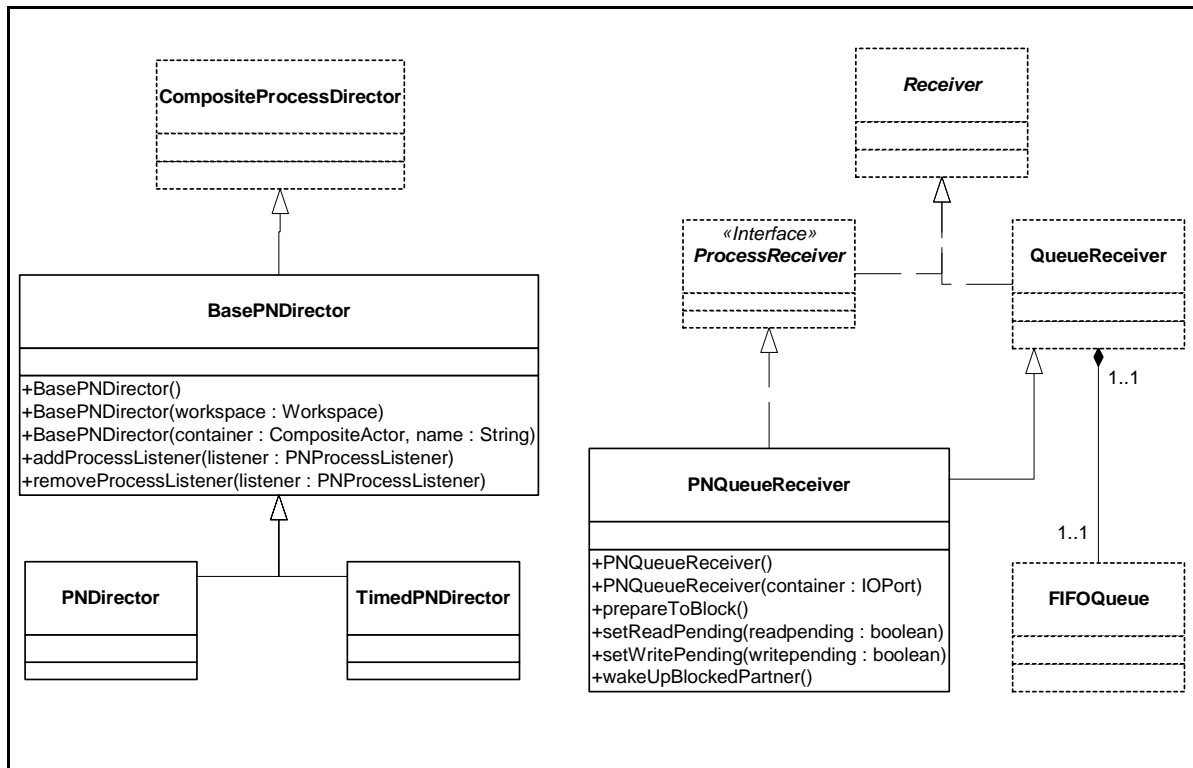 CompositeProcessDirector
BasePNDirector
+BasePNDirector()
+BasePNDirector(workspace : Workspace)
+BasePNDirector(container : CompositeActor, name : String)
+addProcessListener(listener : PNProcessListener)
+removeProcessListener(listener : PNProcessListener)
PNDirector
TimedPNDirector
Receiver
«Interface»
ProcessReceiver
QueueReceiver
1..1
PNQueueReceiver
+PNQueueReceiver()
+PNQueueReceiver(container : IOPort)
+prepareToBlock()
+setReadPending(readpending : boolean)
+setWritePending(writepending : boolean)
+wakeUpBlockedPartner()
1..1
FIFOQueue